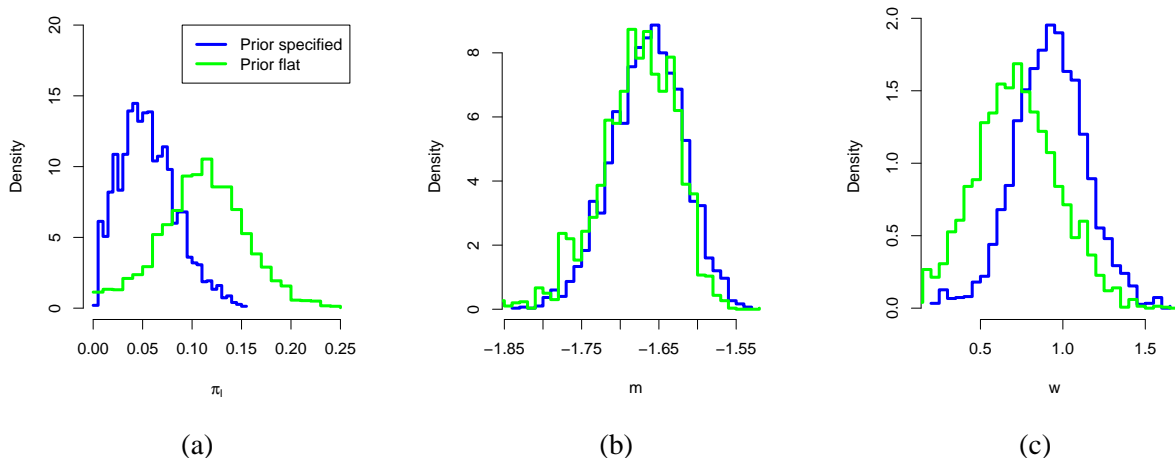 20
15
10
5
0
Density
Prior specified
Prior flat
0.00 0.05 0.10 0.15 0.20 0.25
π_l
(a)
8
6
4
2
0
Density
−1.85 −1.75 −1.65 −1.55
m
(b)
2.0
1.5
1.0
0.5
0.0
Density
0.5 1.0 1.5
w
(c)